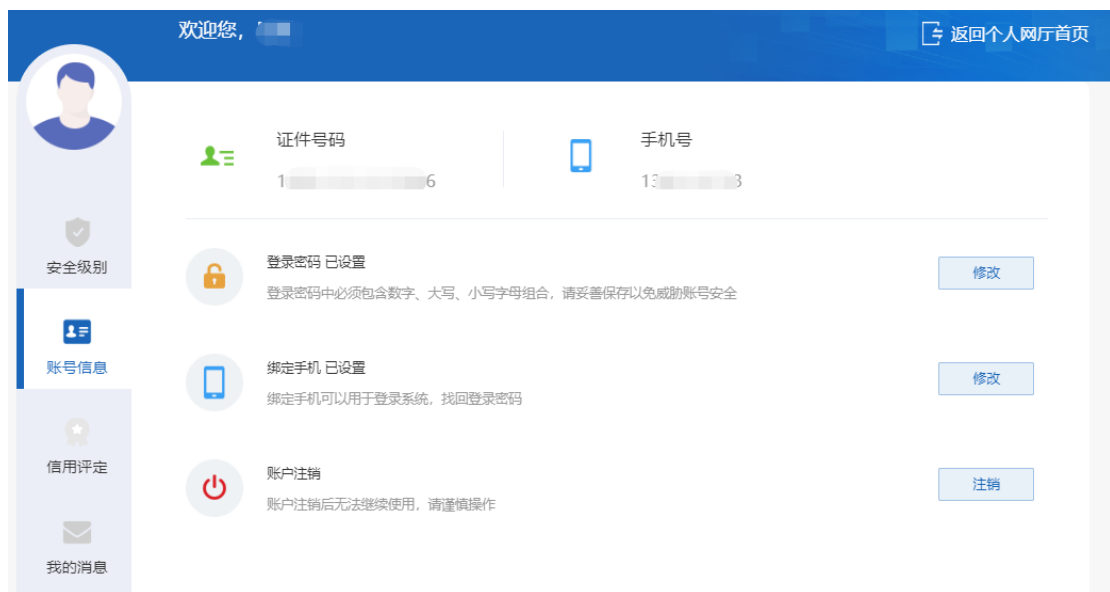 欢迎您，
返回个人网厅首页
证件号码
手机号
1 6
13 3
安全级别
账号信息
信用评定
我的消息
登录密码 已设置
登录密码中必须包含数字、大写、小写字母组合，请妥善保存以免威胁账号安全
修改
绑定手机 已设置
绑定手机可以用于登录系统，找回登录密码
修改
账户注销
账户注销后无法继续使用，请谨慎操作
注销